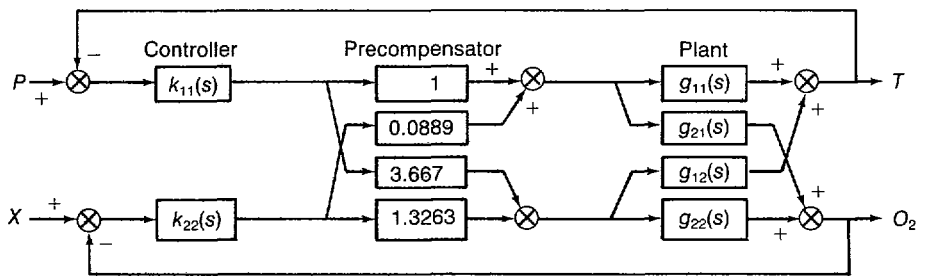 Controller Precompensator Plant
−
P + k₁₁(s) 1 + g₁₁(s) + T
+ +
0.0889 g₂₁(s)
3.667 g₁₂(s)
+ +
X − k₂₂(s) 1.3263 g₂₂(s) + O₂